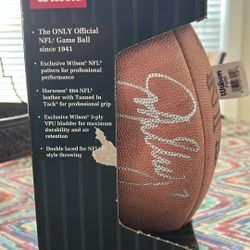 • The ONLY Official
NFL® Game Ball
since 1941
• Exclusive Wilson® NFL®
pattern for professional
performance
• Horween® 864 NFL®
leather with Tanned In
Tack® for professional grip
• Exclusive Wilson® 3-ply
VPU bladder for maximum
durability and air
retention
• Double laced for NFL®
style throwing
Wilson